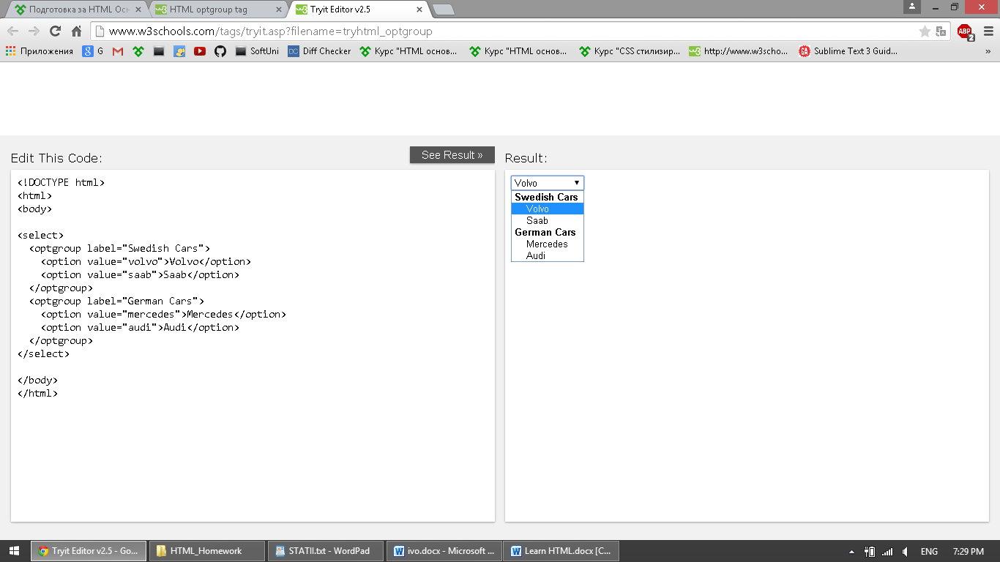 Подготовка за HTML Осн
HTML optgroup tag
Tryit Editor v2.5
www.w3schools.com/tags/tryit.asp?filename=tryhtml_optgroup
ABP 2
Приложения G SoftUni Diff Checker Курс "HTML основ... Курс "HTML основ... Курс "CSS стилизир... http://www.w3scho... Sublime Text 3 Guid... »
Edit This Code:
See Result »
<!DOCTYPE html>
<html>
<body>
<select>
<optgroup label="Swedish Cars">
<option value="volvo">Volvo</option>
<option value="saab">Saab</option>
</optgroup>
<optgroup label="German Cars">
<option value="mercedes">Mercedes</option>
<option value="audi">Audi</option>
</optgroup>
</select>
</body>
</html>
Result:
Volvo
Swedish Cars
Volvo
Saab
German Cars
Mercedes
Audi
Tryit Editor v2.5 - Go...
HTML_Homework
STATII.txt - WordPad
ivo.docx - Microsoft ...
Learn HTML.docx [C...
ENG
7:29 PM